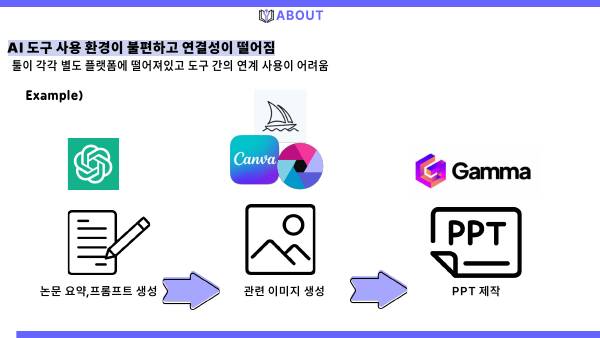 ABOUT
AI 도구 사용 환경이 불편하고 연결성이 떨어짐
툴이 각각 별도 플랫폼에 떨어져있고 도구 간의 연계 사용이 어려움
Example)
Canva
Gamma
PPT
논문 요약,프롬프트 생성
관련 이미지 생성
PPT 제작